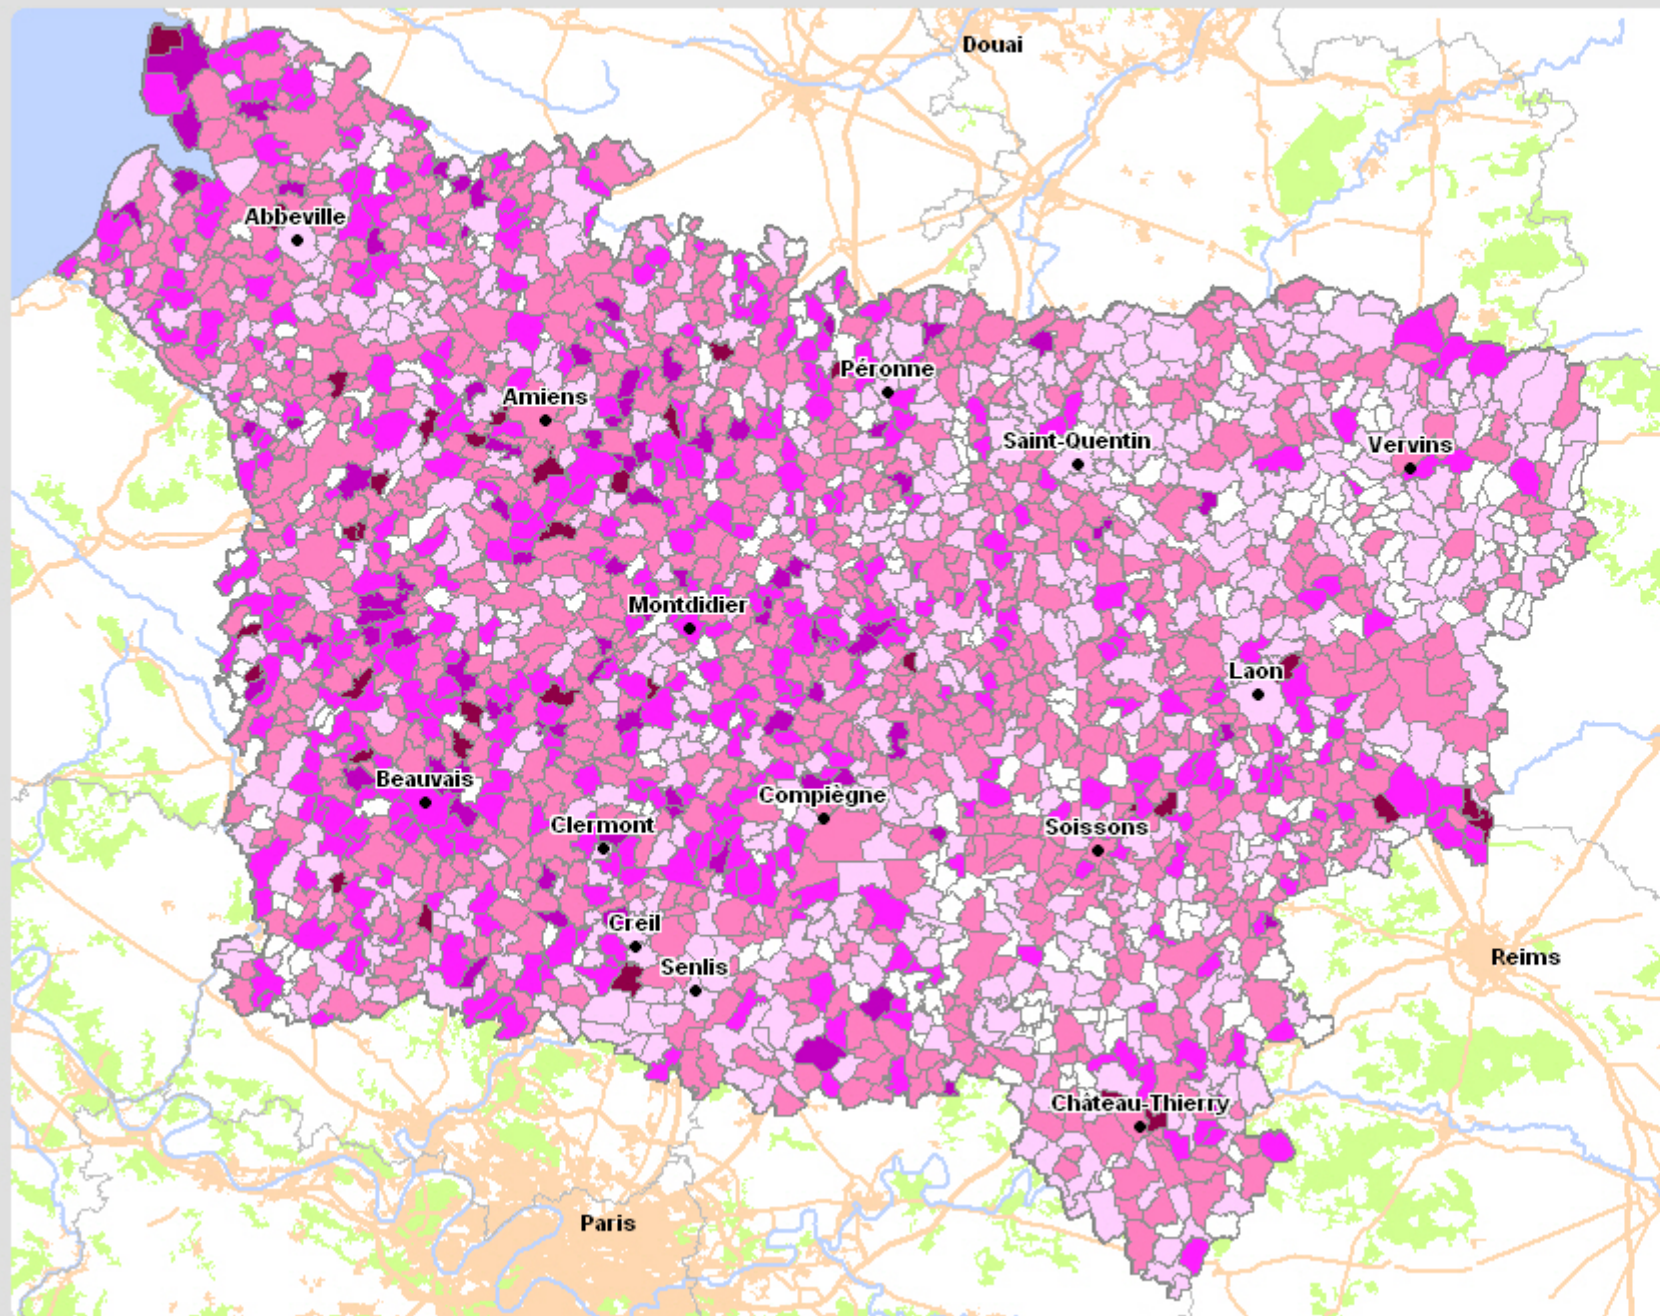 Douai
Abbeville
Péronne
Amiens
Saint-Quentin
Vervins
Montdidier
Laon
Beauvais
Compiègne
Clermont
Soissons
Creil
Senlis
Reims
Château-Thierry
Paris